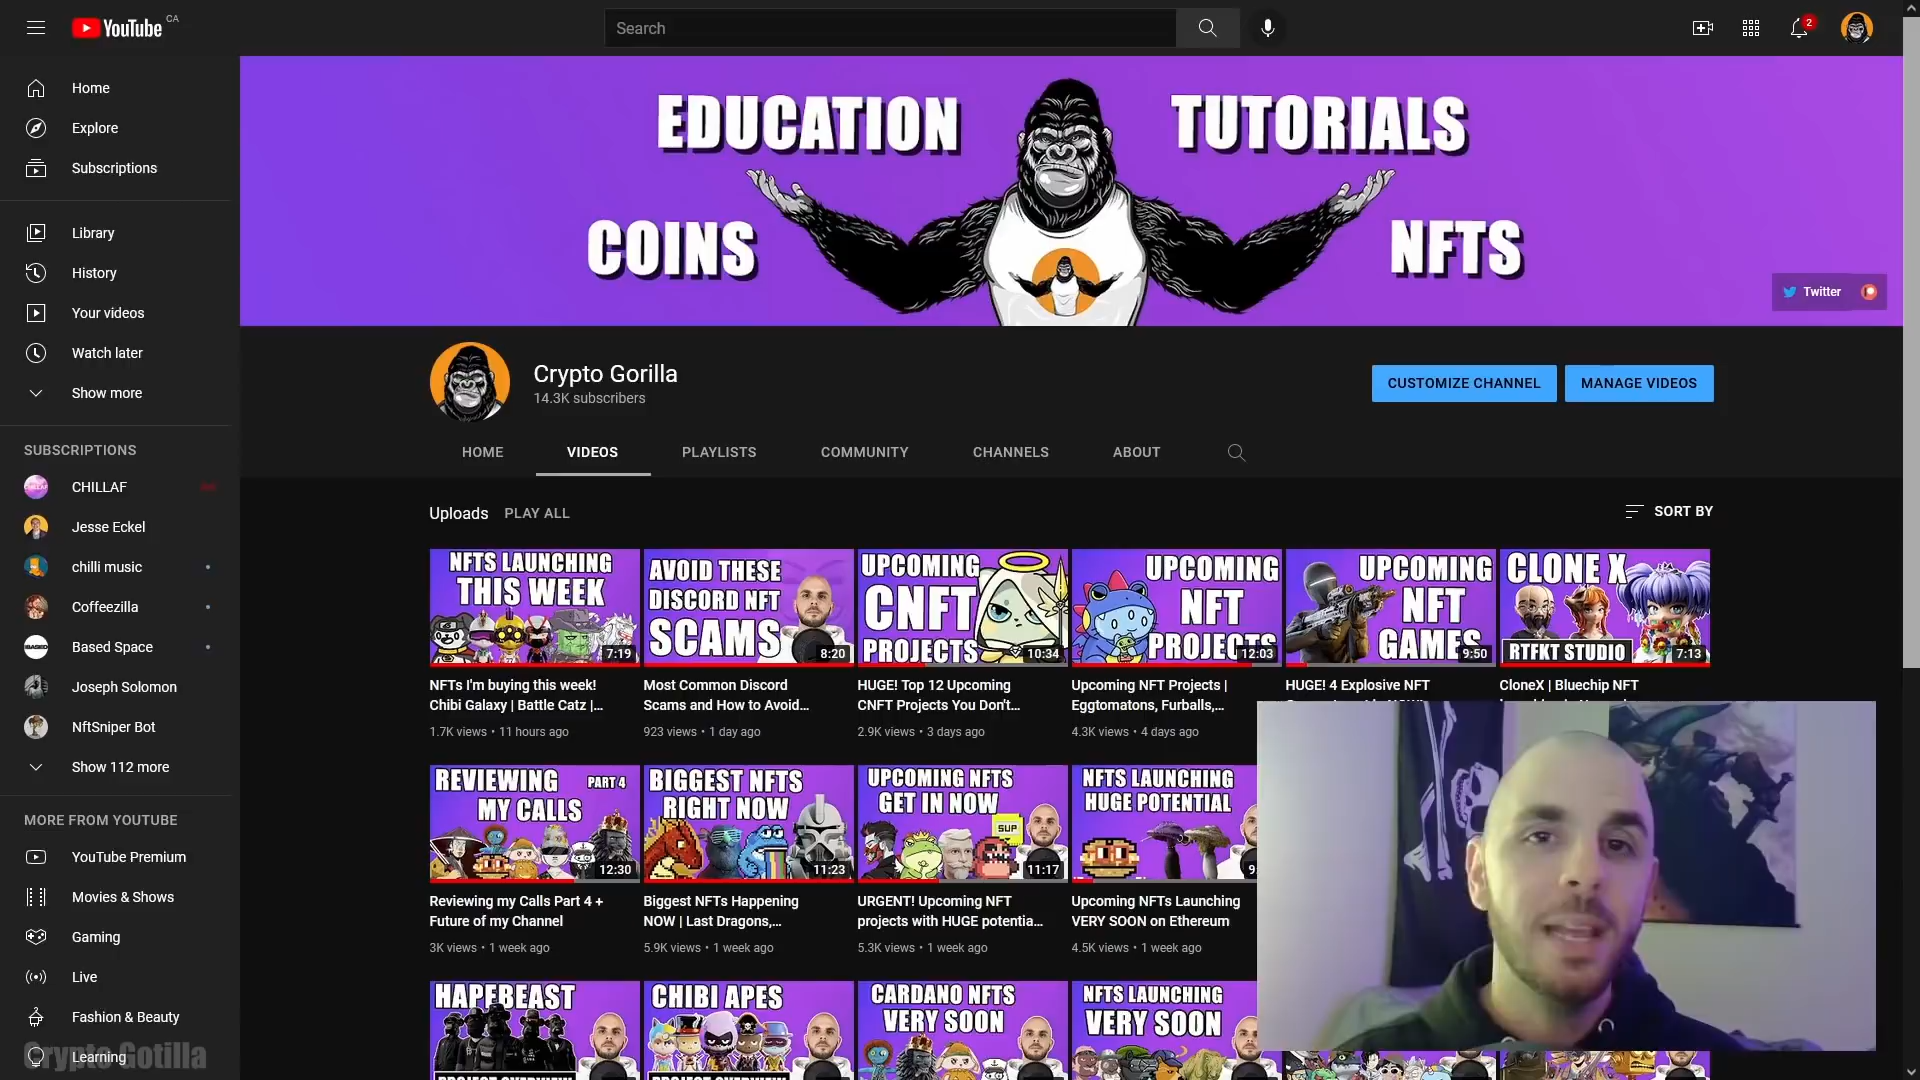 YouTube CA
Search
2
Home
Explore
Subscriptions
Library
History
Your videos
Watch later
Show more
SUBSCRIPTIONS
CHILLAF
Jesse Eckel
chilli music
Coffeezilla
Based Space
Joseph Solomon
NftSniper Bot
Show 112 more
MORE FROM YOUTUBE
YouTube Premium
Movies & Shows
Gaming
Live
Fashion & Beauty
Learning
Crypto Gotilla
EDUCATION TUTORIALS
COINS NFTS
Twitter
Crypto Gorilla
14.3K subscribers
CUSTOMIZE CHANNEL MANAGE VIDEOS
HOME VIDEOS PLAYLISTS COMMUNITY CHANNELS ABOUT
Uploads PLAY ALL
SORT BY
NFTS LAUNCHING
THIS WEEK
7:19
NFTs I'm buying this week!
Chibi Galaxy | Battle Catz |...
1.7K views • 11 hours ago
AVOID THESE
DISCORD NFT
SCAMS
8:20
Most Common Discord
Scams and How to Avoid...
923 views • 1 day ago
UPCOMING
CNFT
PROJECTS
10:34
HUGE! Top 12 Upcoming
CNFT Projects You Don't...
2.9K views • 3 days ago
UPCOMING
NFT
PROJECTS
12:03
Upcoming NFT Projects |
Eggtomatons, Furballs,...
4.3K views • 4 days ago
UPCOMING
NFT
GAMES
9:50
HUGE! 4 Explosive NFT
CLONE X
RTFKT STUDIO
7:13
CloneX | Bluechip NFT
REVIEWING PART 4
MY CALLS
12:30
Reviewing my Calls Part 4 +
Future of my Channel
3K views • 1 week ago
BIGGEST NFTS
RIGHT NOW
11:23
Biggest NFTs Happening
NOW | Last Dragons,...
5.9K views • 1 week ago
UPCOMING NFTS
GET IN NOW
SUP
11:17
URGENT! Upcoming NFT
projects with HUGE potentia...
5.3K views • 1 week ago
NFTS LAUNCHING
HUGE POTENTIAL
Upcoming NFTs Launching
VERY SOON on Ethereum
4.5K views • 1 week ago
HAPEBEAST
PROJECT OVERVIEW
CHIBI APES
PROJECT OVERVIEW
CARDANO NFTS
VERY SOON
NFTS LAUNCHING
VERY SOON